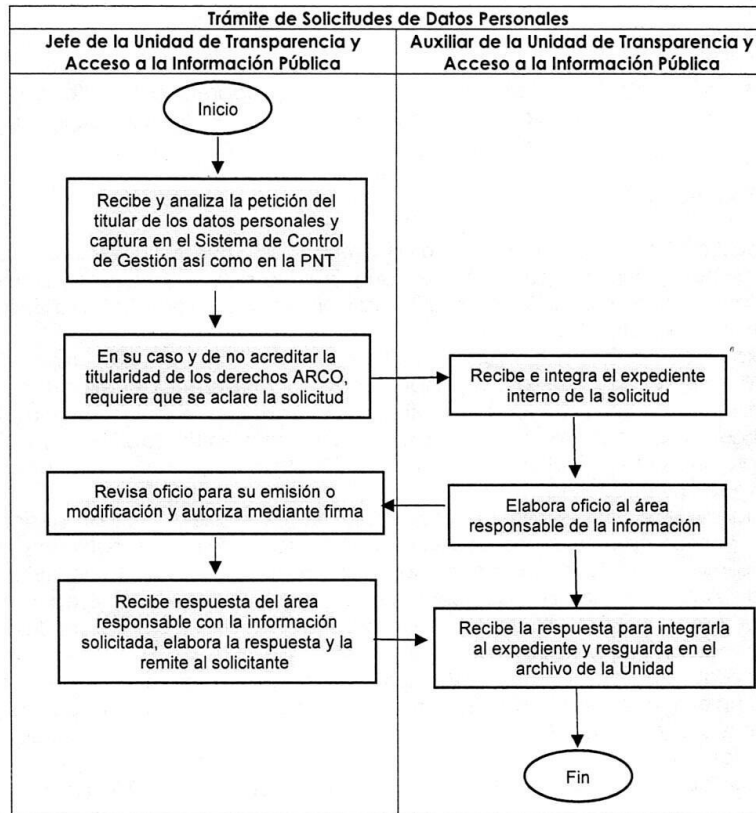 Trámite de Solicitudes de Datos Personales
Jefe de la Unidad de Transparencia y
Acceso a la Información Pública
Auxiliar de la Unidad de Transparencia y
Acceso a la Información Pública
Inicio
Recibe y analiza la petición del
titular de los datos personales y
captura en el Sistema de Control
de Gestión así como en la PNT
En su caso y de no acreditar la
titularidad de los derechos ARCO,
requiere que se aclare la solicitud
Recibe e integra el expediente
interno de la solicitud
Revisa oficio para su emisión o
modificación y autoriza mediante firma
Elabora oficio al área
responsable de la información
Recibe respuesta del área
responsable con la información
solicitada, elabora la respuesta y la
remite al solicitante
Recibe la respuesta para integrarla
al expediente y resguarda en el
archivo de la Unidad
Fin